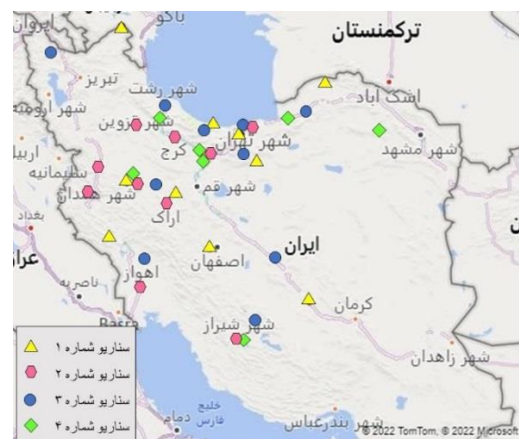 ایروان
باکو
ترکمنستان
تبریز
شهر رشت
شهر ارومیه
اشک آباد
شهر قزوین
شهر تهران
شهر مشهد
اربیل
کرج
سلیمانیه
شهر قم
شهر همدان
اراک
بغداد
ایران
اصفهان
اهواز
عراق
ناصریه
کرمان
Basra
شهر شیراز
شهر زاهدان
سناریو شماره ۱
سناریو شماره ۲
سناریو شماره ۳
سناریو شماره ۴
خلیج
فارس
دمام
شهر بندرعباس
© 2022 TomTom, © 2022 Microsoft